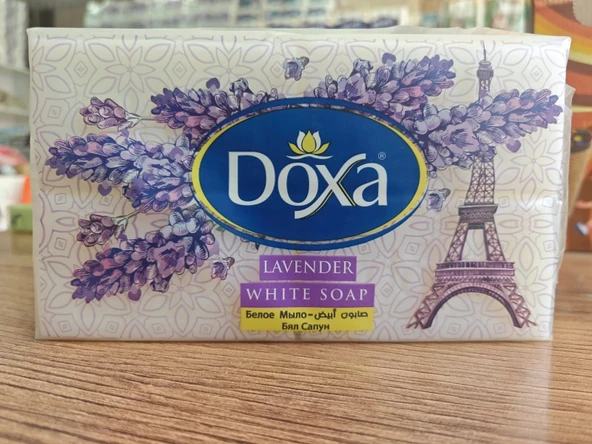 DOXA®
LAVENDER
WHITE SOAP
Белое Мыло - صابون أبيض
Бял Сапун